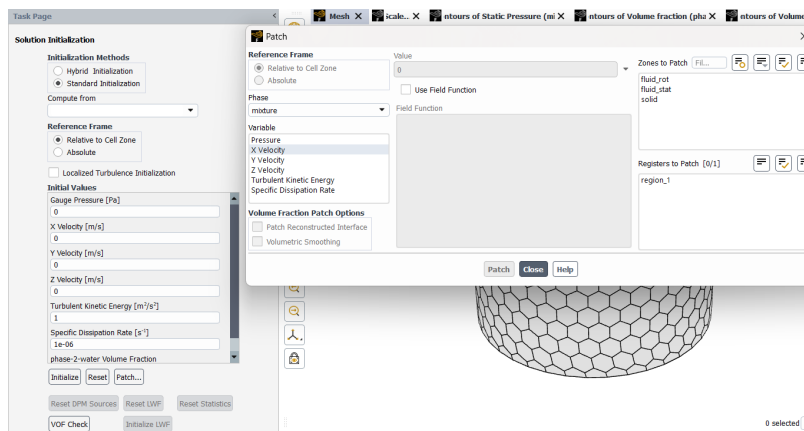 Task Page
Solution Initialization
Initialization Methods
Hybrid Initialization
Standard Initialization
Compute from
Reference Frame
Relative to Cell Zone
Absolute
Localized Turbulence Initialization
Initial Values
Gauge Pressure [Pa]
0
X Velocity [m/s]
0
Y Velocity [m/s]
0
Z Velocity [m/s]
0
Turbulent Kinetic Energy [m²/s²]
1
Specific Dissipation Rate [s⁻¹]
1e-06
phase-2-water Volume Fraction
Initialize Reset Patch...
Reset DPM Sources Reset LWF Reset Statistics
VOF Check Initialize LWF
Mesh X Scale.. X ntours of Static Pressure (mi X ntours of Volume fraction (pha X ntours of Volume
Patch
Reference Frame
Relative to Cell Zone
Absolute
Phase
mixture
Variable
Pressure
X Velocity
Y Velocity
Z Velocity
Turbulent Kinetic Energy
Specific Dissipation Rate
Volume Fraction Patch Options
Patch Reconstructed Interface
Volumetric Smoothing
Value
0
Use Field Function
Field Function
Zones to Patch Fil...
fluid_rot
fluid_stat
solid
Registers to Patch [0/1]
region_1
Patch Close Help
0 selected